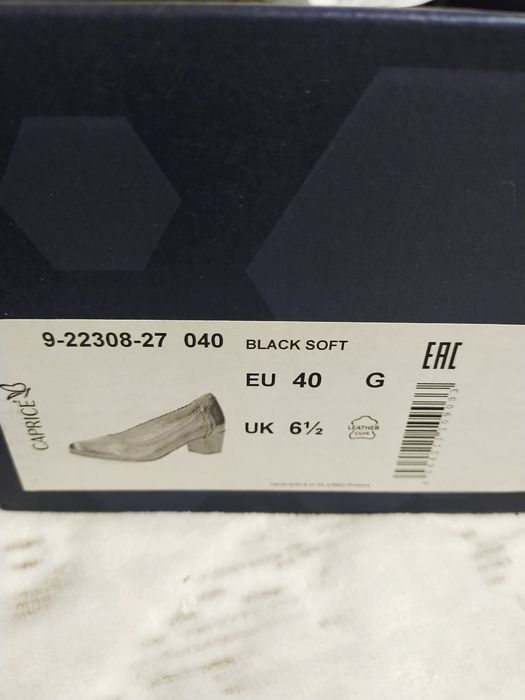 9-22308-27 040 BLACK SOFT
EAC
EU 40 G
CAPRICE
UK 6½
LEATHER
CUIR